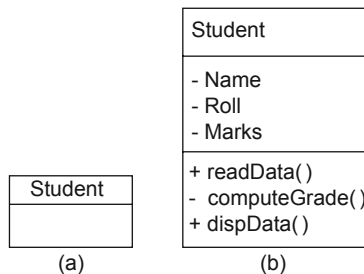 Student
(a)
Student
- Name
- Roll
- Marks
+ readData()
- computeGrade()
+ dispData()
(b)